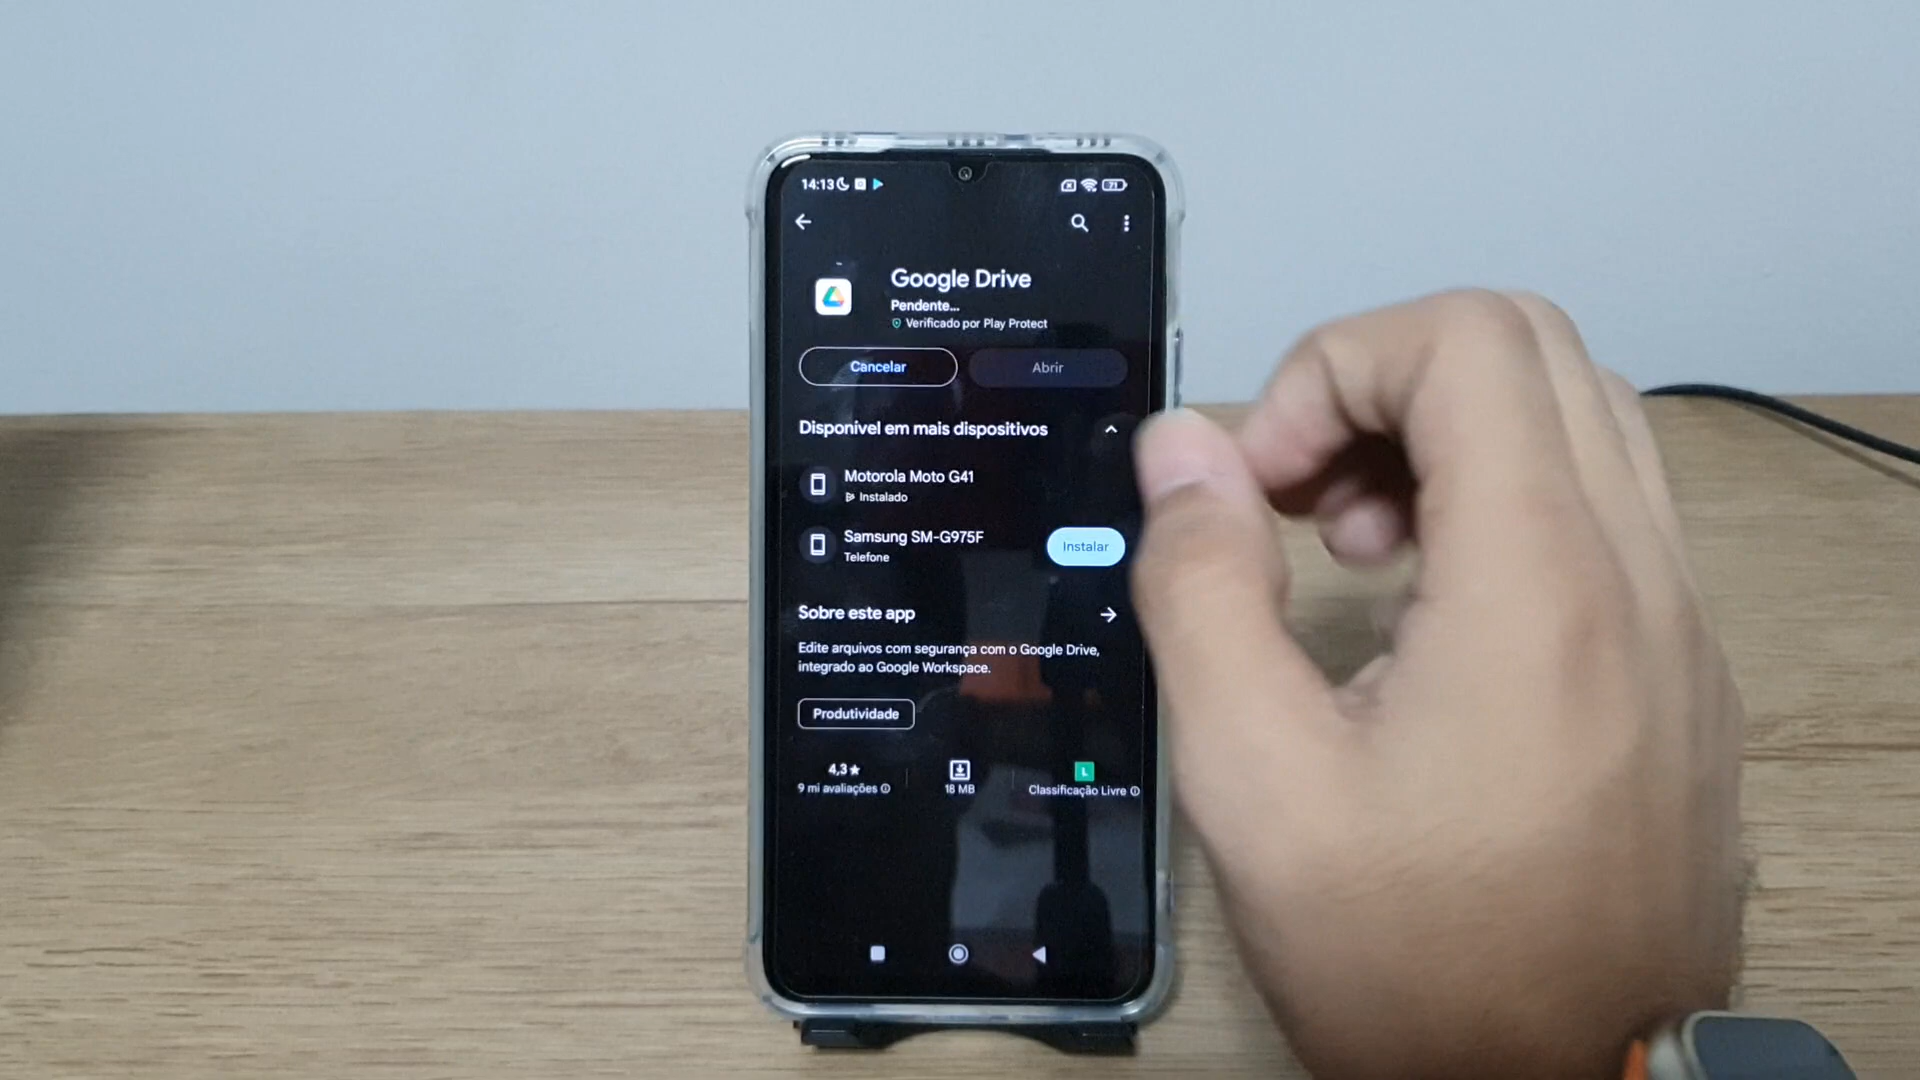 14:13
71
Google Drive
Pendente...
Verificado por Play Protect
Cancelar
Abrir
Disponível em mais dispositivos
Motorola Moto G41
Instalado
Samsung SM-G975F
Telefone
Instalar
Sobre este app
Edite arquivos com segurança com o Google Drive,
integrado ao Google Workspace.
Produtividade
4,3★
9 mi avaliações
18 MB
L
Classificação Livre